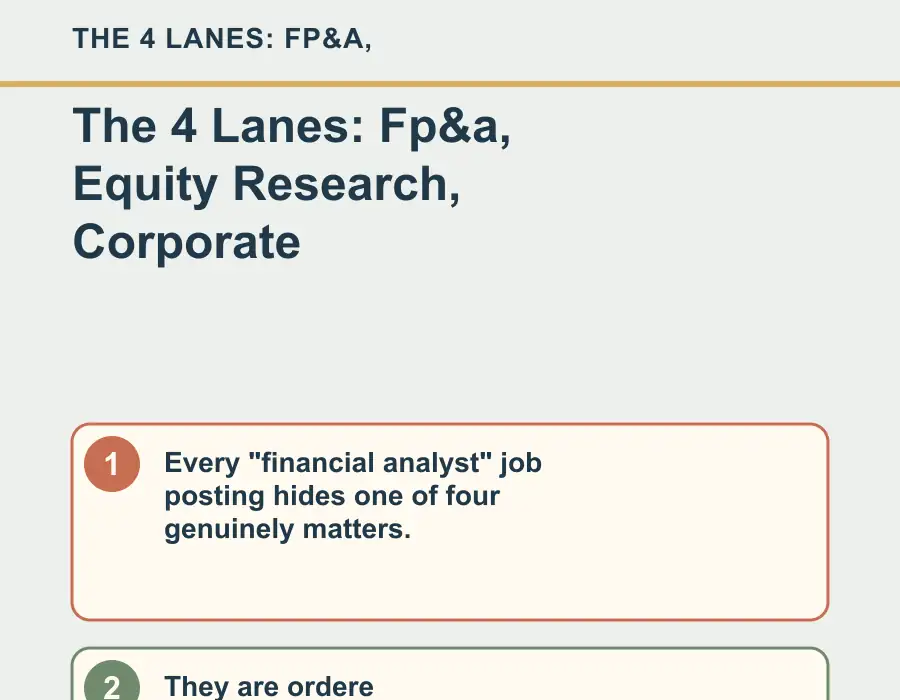 THE 4 LANES: FP&A,
The 4 Lanes: Fp&a,
Equity Research,
Corporate
1
Every "financial analyst" job
posting hides one of four
genuinely matters.
2
They are ordere